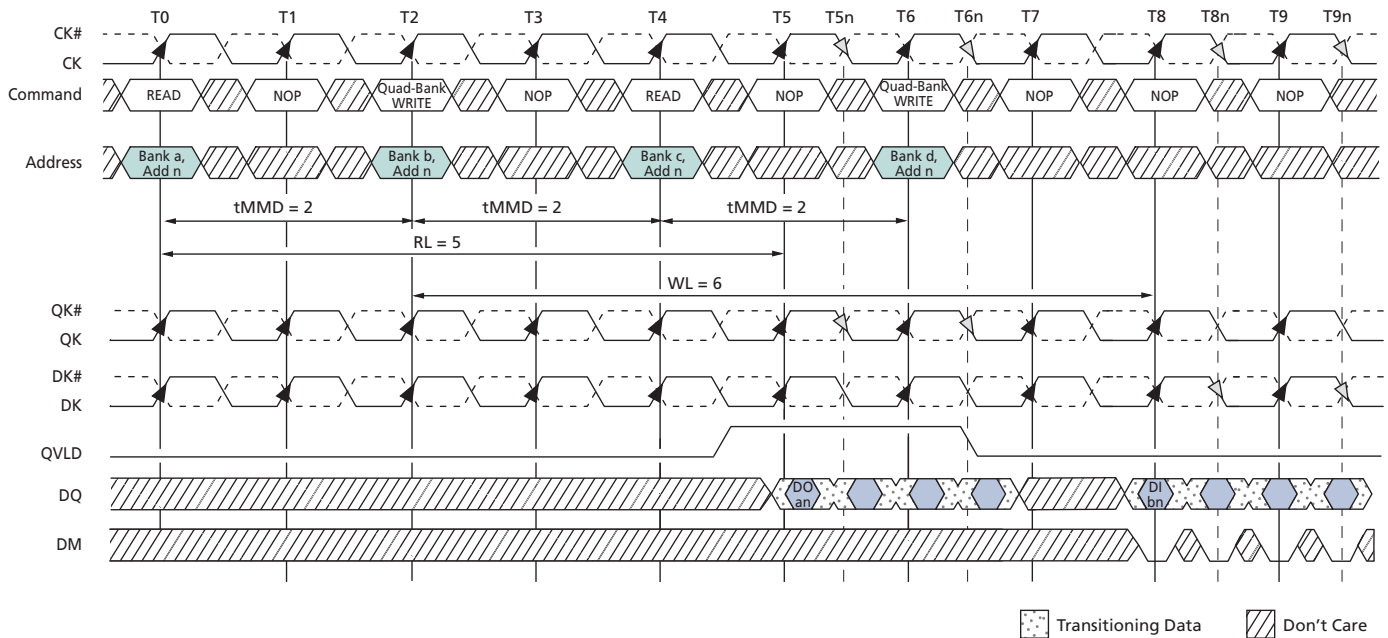 T0 T1 T2 T3 T4 T5 T5n T6 T6n T7 T8 T8n T9 T9n
CK#
CK
Command READ NOP Quad-Bank WRITE NOP READ NOP Quad-Bank WRITE NOP NOP NOP
Address Bank a, Add n Bank b, Add n Bank c, Add n Bank d, Add n
tMMD = 2 tMMD = 2 tMMD = 2
RL = 5
WL = 6
QK#
QK
DK#
DK
QVLD
DQ DO an DI bn
DM
Transitioning Data Don't Care